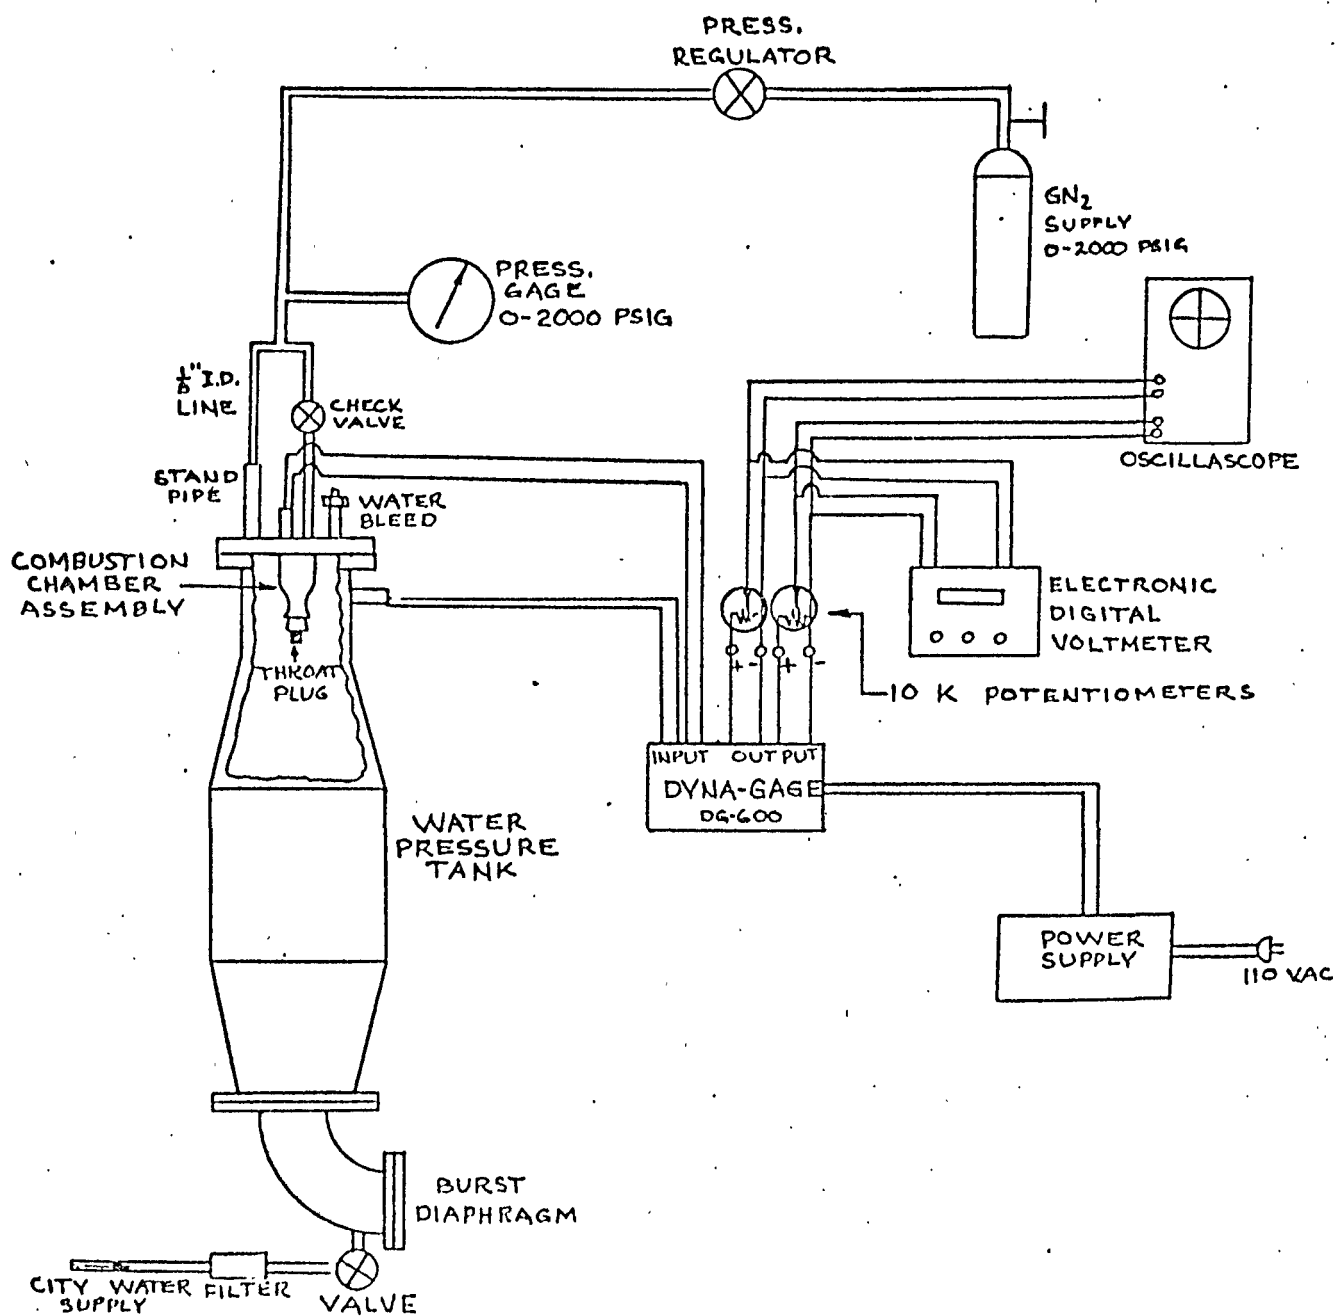 PRESS.
REGULATOR
GN2
SUPPLY
0-2000 PSIG
PRESS.
GAGE
0-2000 PSIG
I.D.
LINE
CHECK
VALVE
OSCILLASCOPE
STAND
PIPE
WATER
BLEED
COMBUSTION
CHAMBER
ASSEMBLY
ELECTRONIC
DIGITAL
VOLTMETER
+ - + -
THROAT
PLUG
10 K POTENTIOMETERS
INPUT OUTPUT
DYNA-GAGE
DG-600
WATER
PRESSURE
TANK
POWER
SUPPLY
110 VAC
BURST
DIAPHRAGM
CITY WATER
SUPPLY
FILTER
VALVE